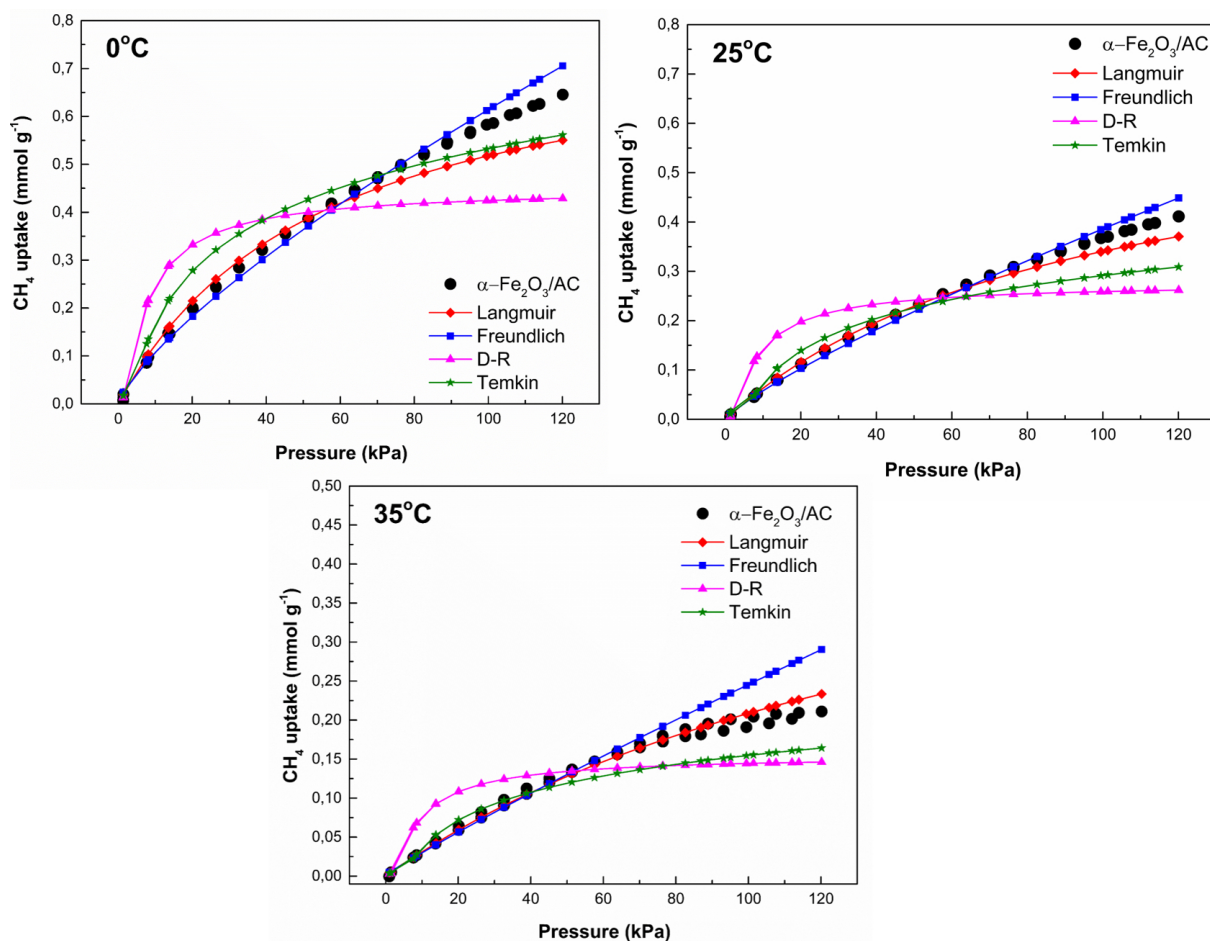 0°C
CH₄ uptake (mmol g⁻¹)
0,8
0,7
0,6
0,5
0,4
0,3
0,2
0,1
0,0
α–Fe₂O₃/AC
Langmuir
Freundlich
D-R
Temkin
0 20 40 60 80 100 120
Pressure (kPa)
25°C
CH₄ uptake (mmol g⁻¹)
0,8
0,7
0,6
0,5
0,4
0,3
0,2
0,1
0,0
α–Fe₂O₃/AC
Langmuir
Freundlich
D-R
Temkin
0 20 40 60 80 100 120
Pressure (kPa)
35°C
CH₄ uptake (mmol g⁻¹)
0,50
0,45
0,40
0,35
0,30
0,25
0,20
0,15
0,10
0,05
0,00
α–Fe₂O₃/AC
Langmuir
Freundlich
D-R
Temkin
0 20 40 60 80 100 120
Pressure (kPa)